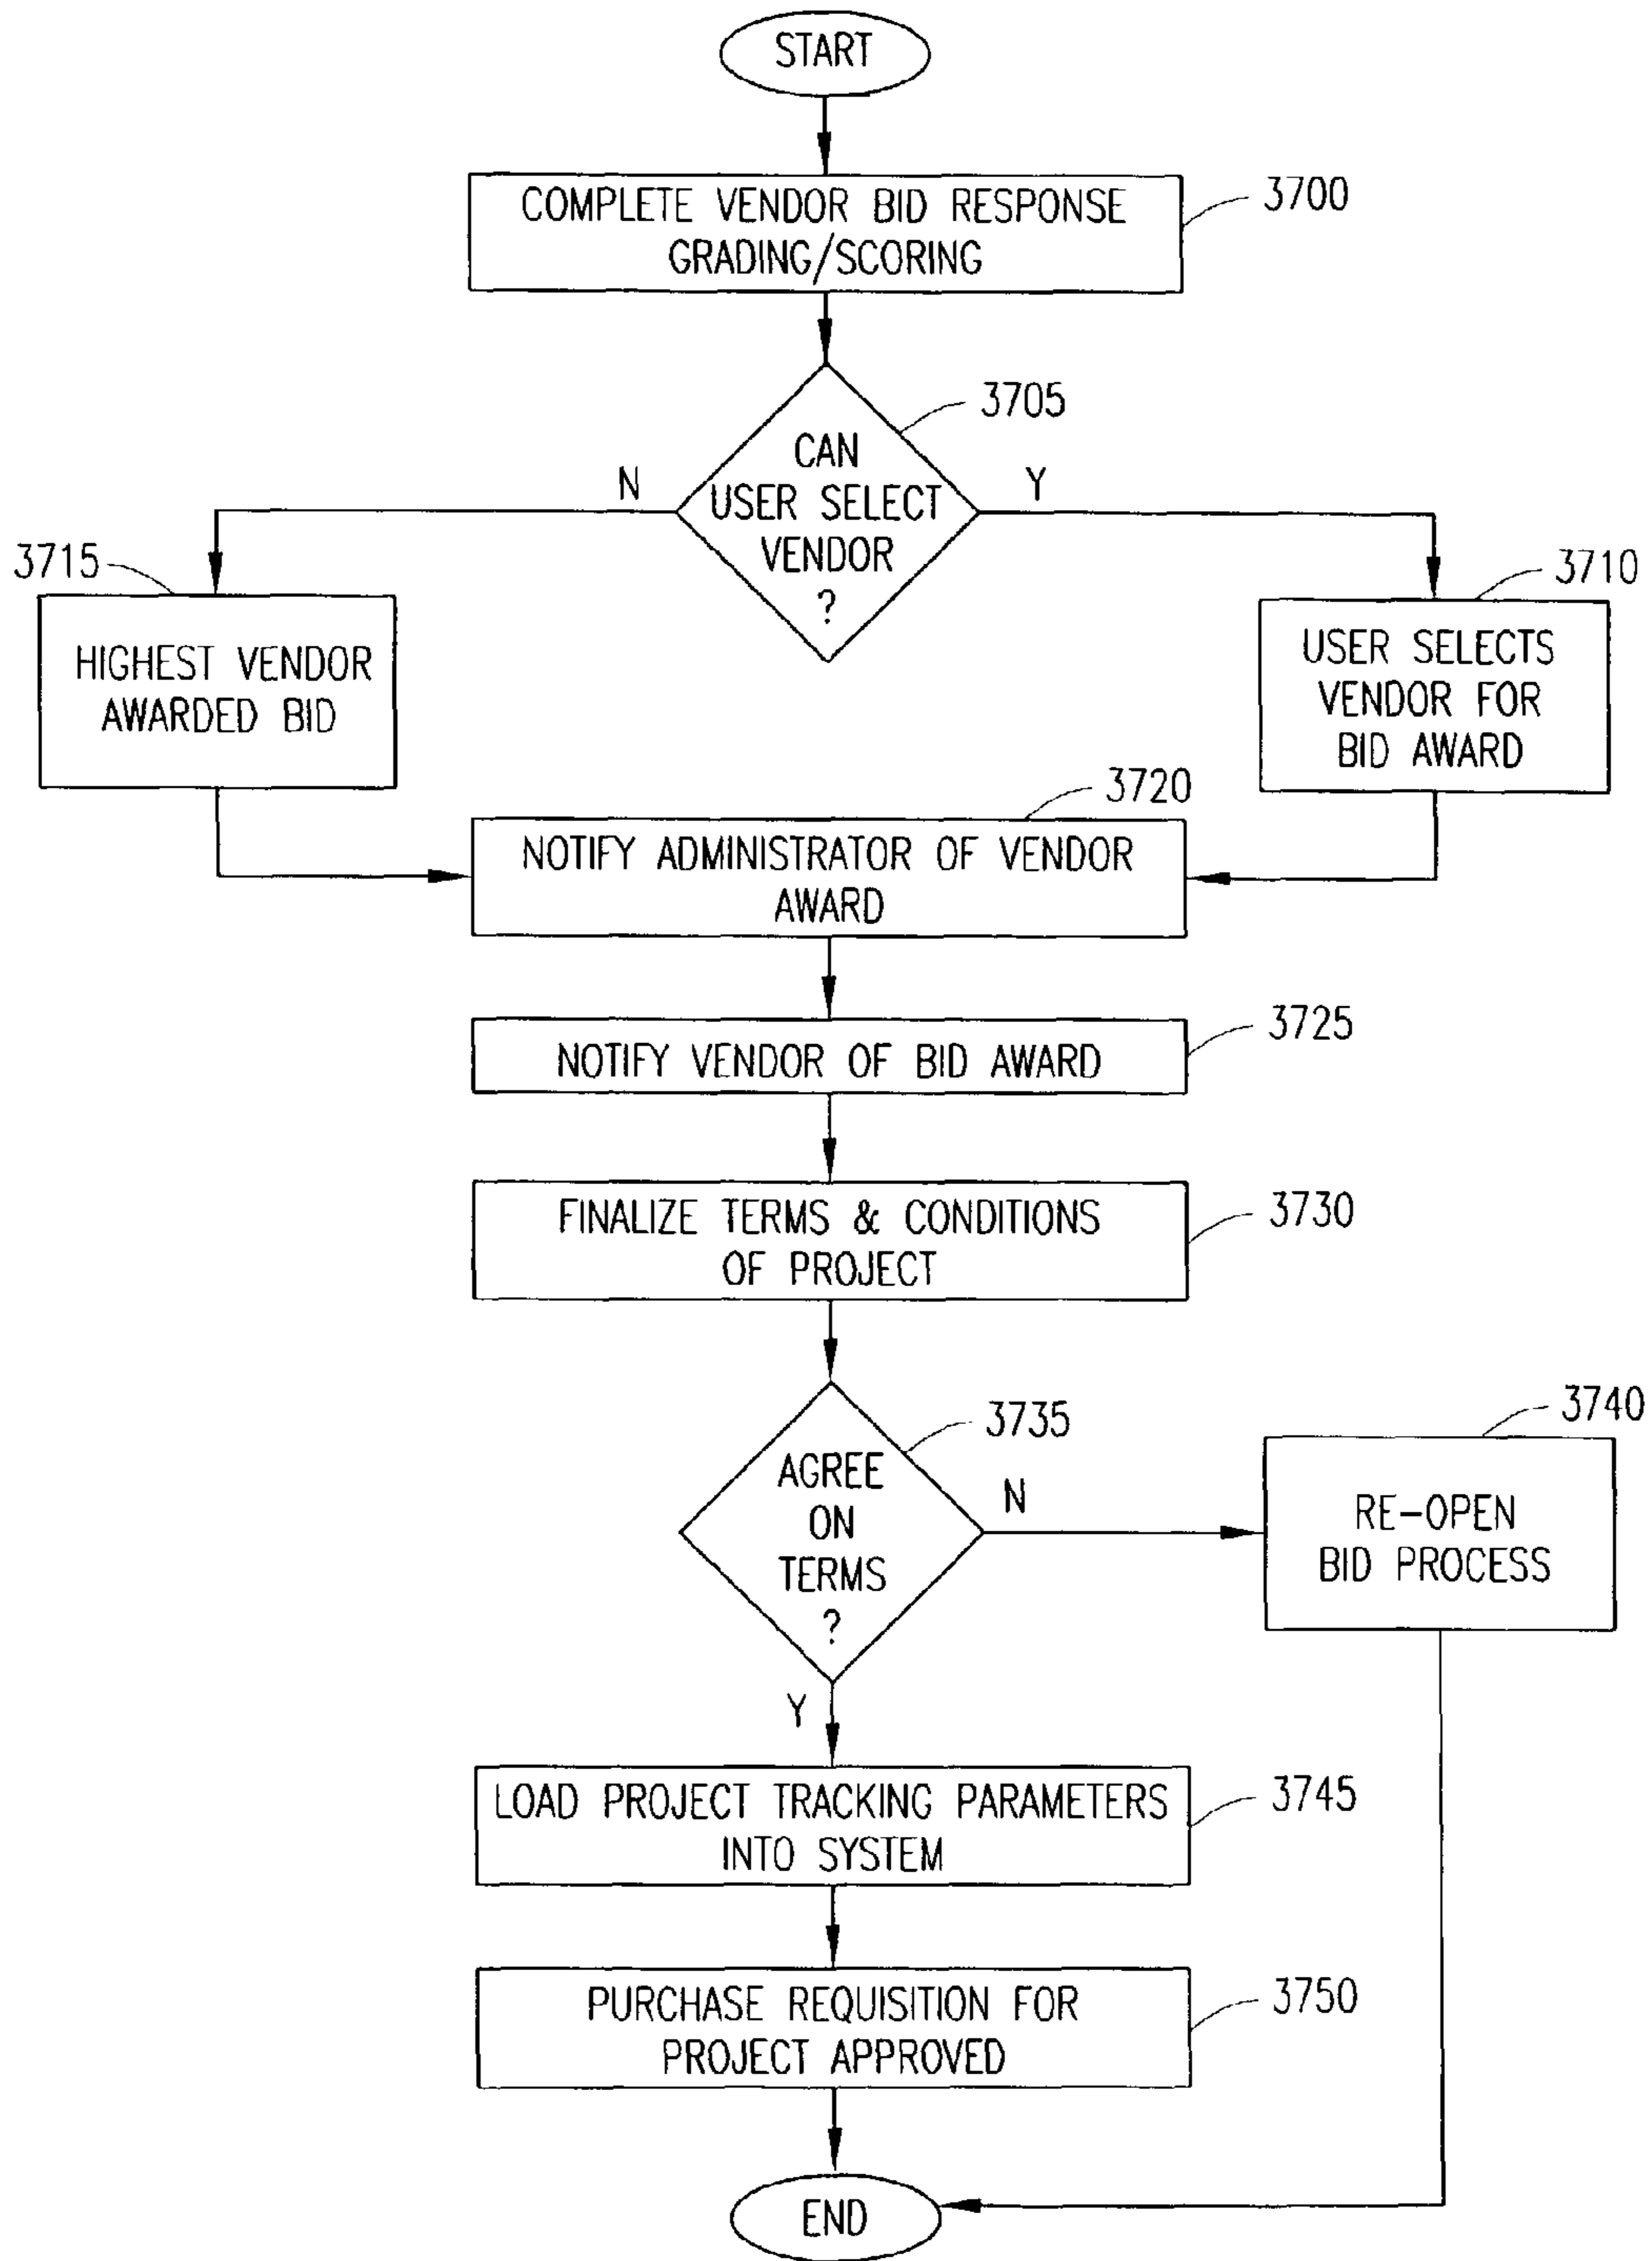 START
COMPLETE VENDOR BID RESPONSE
GRADING/SCORING
3700
3705
CAN
USER SELECT
VENDOR
?
N
Y
3715
HIGHEST VENDOR
AWARDED BID
3710
USER SELECTS
VENDOR FOR
BID AWARD
3720
NOTIFY ADMINISTRATOR OF VENDOR
AWARD
3725
NOTIFY VENDOR OF BID AWARD
3730
FINALIZE TERMS & CONDITIONS
OF PROJECT
3735
AGREE
ON
TERMS
?
N
3740
RE-OPEN
BID PROCESS
Y
LOAD PROJECT TRACKING PARAMETERS
INTO SYSTEM
3745
PURCHASE REQUISITION FOR
PROJECT APPROVED
3750
END